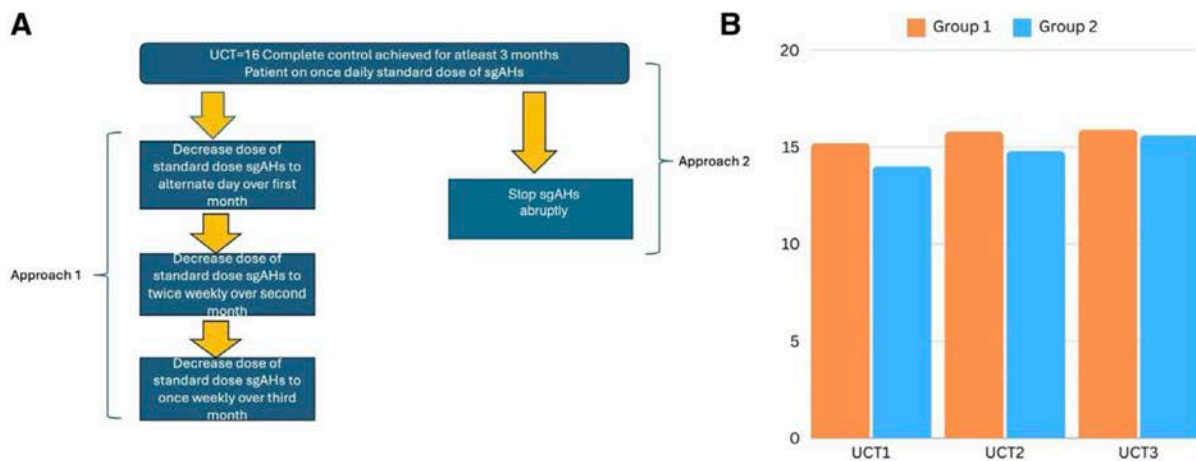 A
UCT=16 Complete control achieved for atleast 3 months
Patient on once daily standard dose of sgAHs
Decrease dose of
standard dose sgAHs to
alternate day over first
month
Stop sgAHs
abruptly
Approach 2
Approach 1
Decrease dose of
standard dose sgAHs to
twice weekly over second
month
Decrease dose of
standard dose sgAHs to
once weekly over third
month
B
Group 1
Group 2
20
15
10
5
0
UCT1
UCT2
UCT3